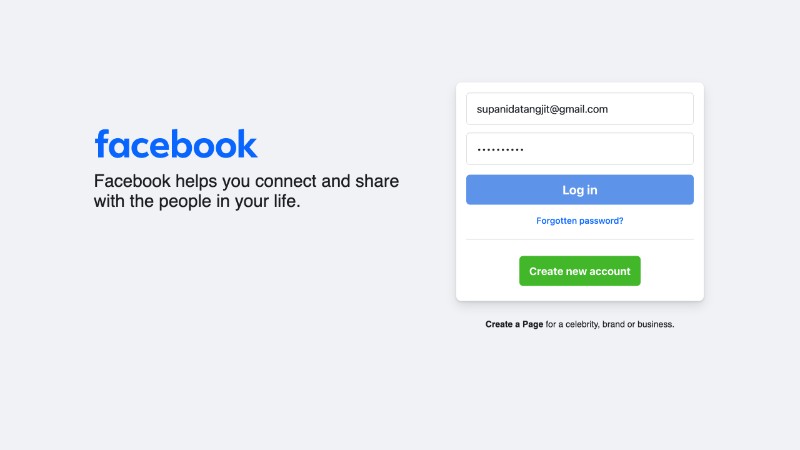 facebook
Facebook helps you connect and share
with the people in your life.
supanidatangjit@gmail.com
••••••••••
Log in
Forgotten password?
Create new account
Create a Page for a celebrity, brand or business.